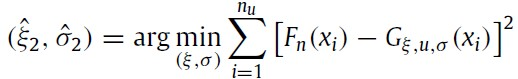 (ξ̂₂, σ̂₂) = arg min_{(ξ,σ)} ∑_{i=1}^{n_u} [F_n(x_i) − G_{ξ,u,σ}(x_i)]²